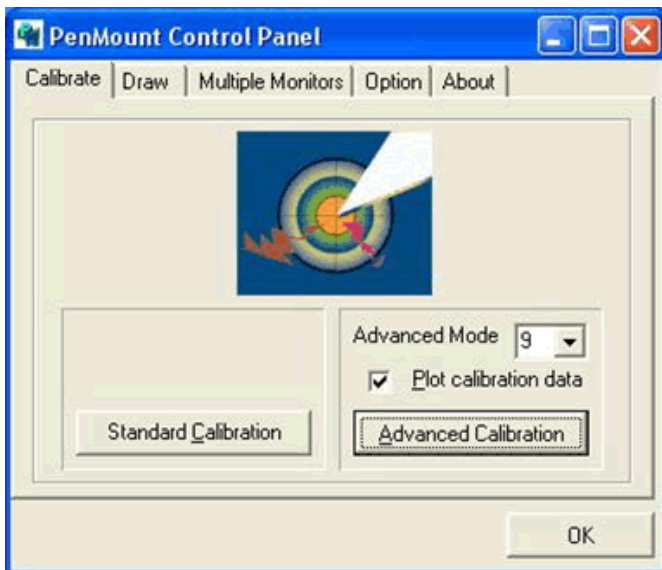 PenMount Control Panel
Calibrate Draw Multiple Monitors Option About
Advanced Mode 9
Plot calibration data
Standard Calibration Advanced Calibration
OK